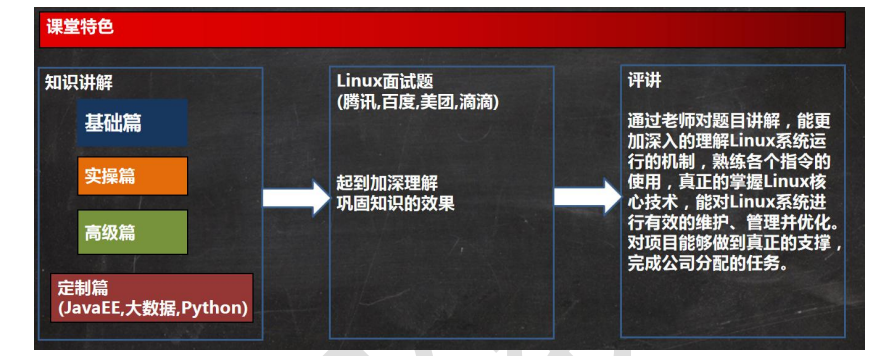 课堂特色
知识讲解
基础篇
实操篇
高级篇
定制篇
(JavaEE,大数据,Python)
Linux面试题
(腾讯,百度,美团,滴滴)
起到加深理解
巩固知识的效果
评讲
通过老师对题目讲解，能更
加深入的理解Linux系统运
行的机制，熟练各个指令的
使用，真正的掌握Linux核
心技术，能对Linux系统进
行有效的维护、管理并优化。
对项目能够做到真正的支撑，
完成公司分配的任务。